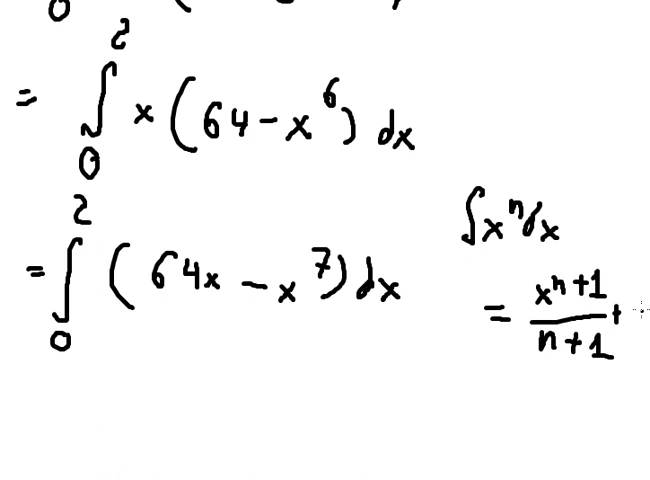 = ∫₀² x (64 - x⁶) dx
= ∫₀² (64x - x⁷) dx
∫xⁿdx
= xⁿ⁺¹/n+1 +